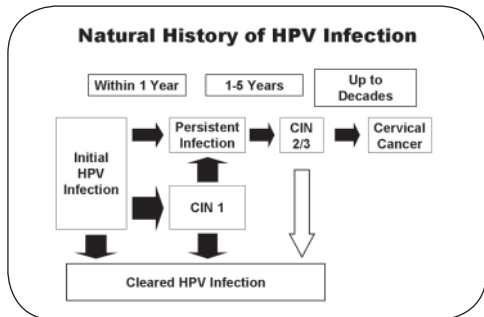 Natural History of HPV Infection
Within 1 Year
1-5 Years
Up to
Decades
Initial
HPV
Infection
Persistent
Infection
CIN
2/3
Cervical
Cancer
CIN 1
Cleared HPV Infection